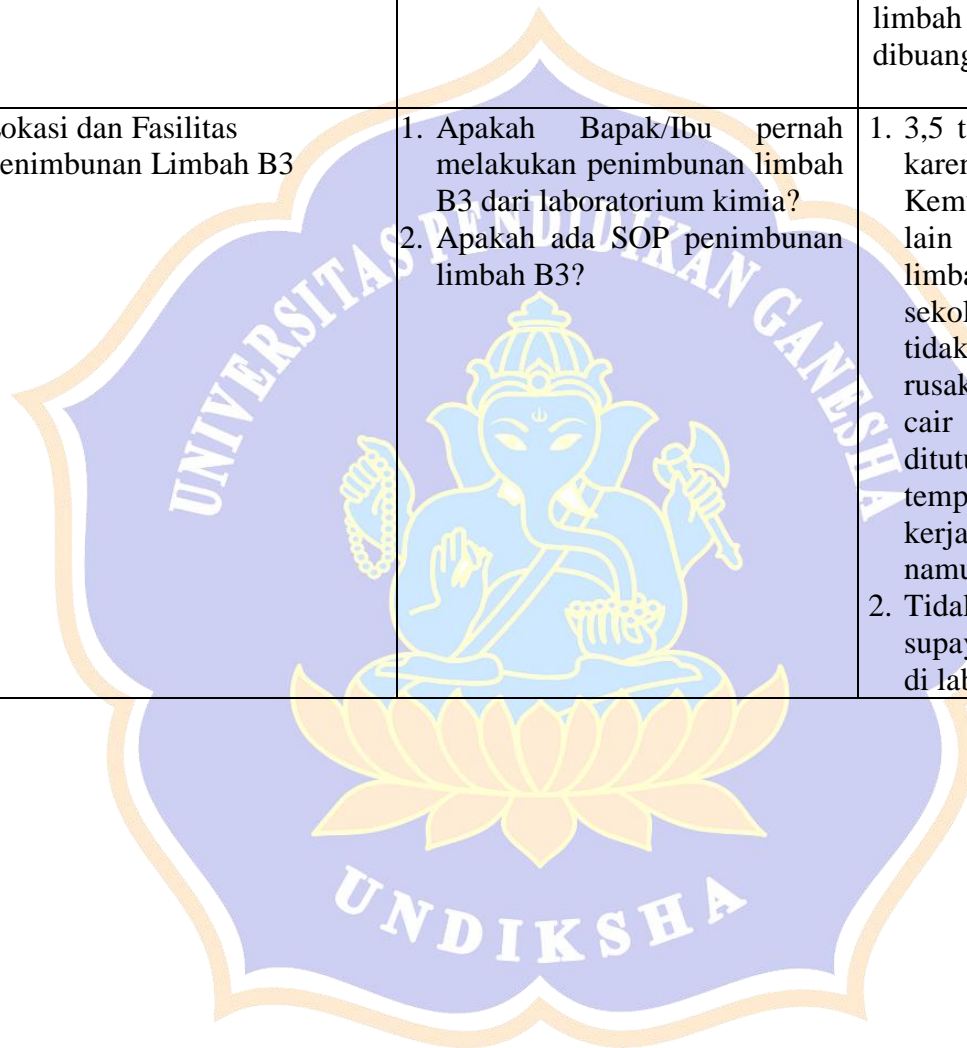 limbah
dibuang
okasi dan Fasilitas
enimbunan Limbah B3
1. Apakah Bapak/Ibu pernah
melakukan penimbunan limbah
B3 dari laboratorium kimia?
2. Apakah ada SOP penimbunan
limbah B3?
1. 3,5 t
karen
Kem
lain
limba
sekol
tidak
rusak
cair
ditutu
temp
kerja
namu
2. Tidak
supay
di lab
UNIVERSITAS PENDIDIKAN GANESHA
UNDIKSHA